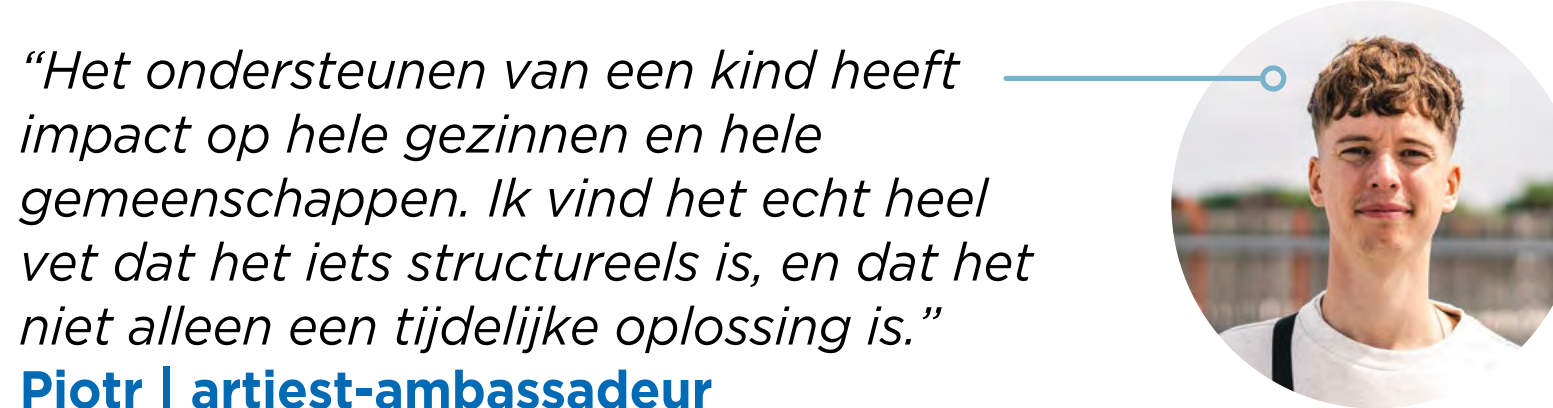 “Het ondersteunen van een kind heeft
impact op hele gezinnen en hele
gemeenschappen. Ik vind het echt heel
vet dat het iets structureels is, en dat het
niet alleen een tijdelijke oplossing is.”
Piotr | artiest-ambassadeur